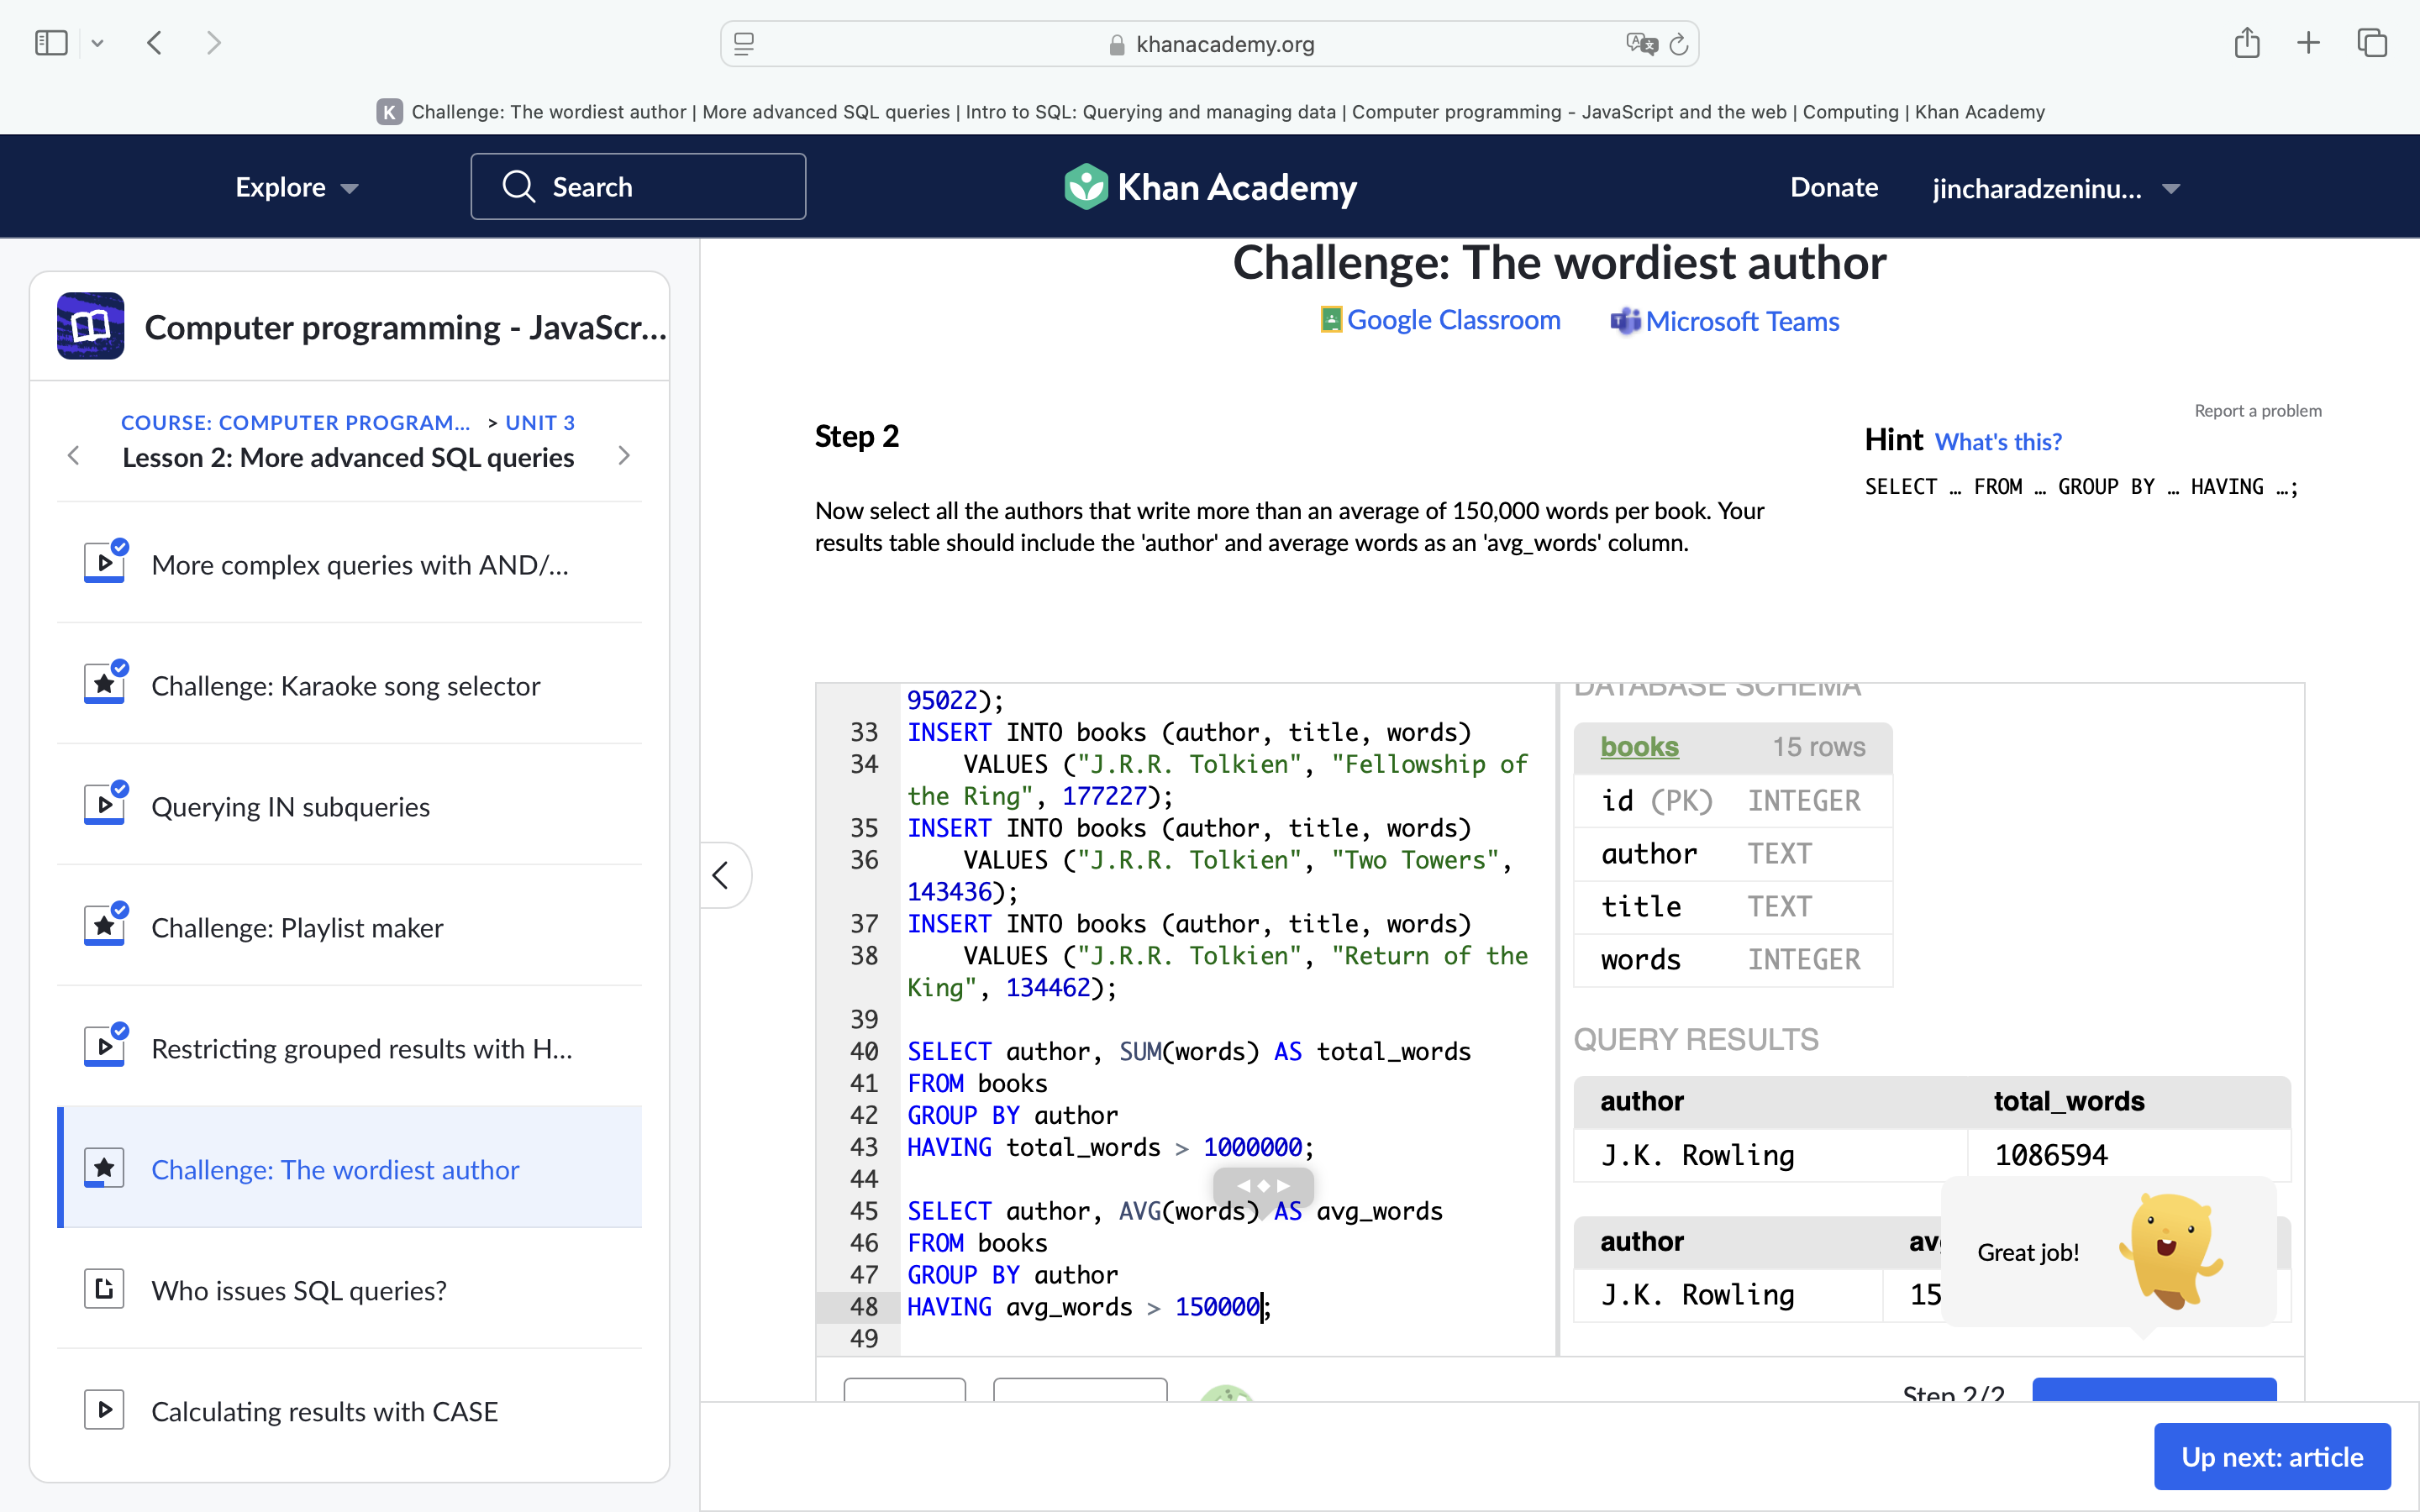 khanacademy.org
K Challenge: The wordiest author | More advanced SQL queries | Intro to SQL: Querying and managing data | Computer programming - JavaScript and the web | Computing | Khan Academy
Explore
Search
Khan Academy
Donate
jincharadzeninu...
Computer programming - JavaScr...
COURSE: COMPUTER PROGRAM... > UNIT 3
Lesson 2: More advanced SQL queries
More complex queries with AND/...
Challenge: Karaoke song selector
Querying IN subqueries
Challenge: Playlist maker
Restricting grouped results with H...
Challenge: The wordiest author
Who issues SQL queries?
Calculating results with CASE
Challenge: The wordiest author
Google Classroom
Microsoft Teams
Report a problem
Step 2
Now select all the authors that write more than an average of 150,000 words per book. Your
results table should include the 'author' and average words as an 'avg_words' column.
Hint What's this?
SELECT … FROM … GROUP BY … HAVING …;
95022);
33 INSERT INTO books (author, title, words)
34 VALUES ("J.R.R. Tolkien", "Fellowship of
the Ring", 177227);
35 INSERT INTO books (author, title, words)
36 VALUES ("J.R.R. Tolkien", "Two Towers",
143436);
37 INSERT INTO books (author, title, words)
38 VALUES ("J.R.R. Tolkien", "Return of the
King", 134462);
39
40 SELECT author, SUM(words) AS total_words
41 FROM books
42 GROUP BY author
43 HAVING total_words > 1000000;
44
45 SELECT author, AVG(words) AS avg_words
46 FROM books
47 GROUP BY author
48 HAVING avg_words > 150000;
49
DATABASE SCHEMA
books 15 rows
id (PK) INTEGER
author TEXT
title TEXT
words INTEGER
QUERY RESULTS
author total_words
J.K. Rowling 1086594
author
J.K. Rowling 15
Great job!
Step 2/2
Up next: article